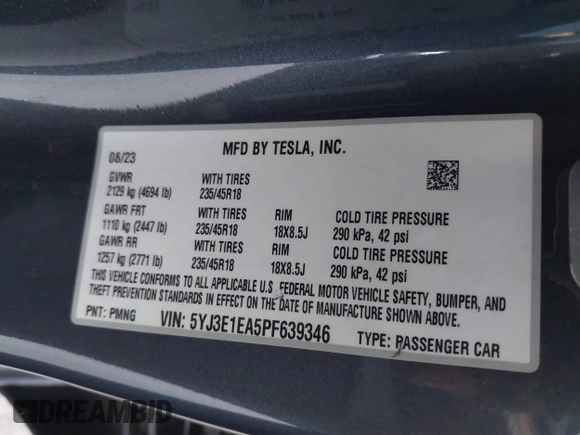 MFD BY TESLA, INC.
08/23
GVWR WITH TIRES
2129 kg (4694 lb) 235/45R18
GAWR FRT WITH TIRES RIM COLD TIRE PRESSURE
1110 kg (2447 lb) 235/45R18 18X8.5J 290 kPa, 42 psi
GAWR RR WITH TIRES RIM COLD TIRE PRESSURE
1257 kg (2771 lb) 235/45R18 18X8.5J 290 kPa, 42 psi
THIS VEHICLE CONFORMS TO ALL APPLICABLE U.S. FEDERAL MOTOR VEHICLE SAFETY, BUMPER, AND
THEFT PREVENTION STANDARDS IN EFFECT ON THE DATE OF MANUFACTURE SHOWN ABOVE.
PNT: PMNG VIN: 5YJ3E1EA5PF639346 TYPE: PASSENGER CAR
DREAMBID